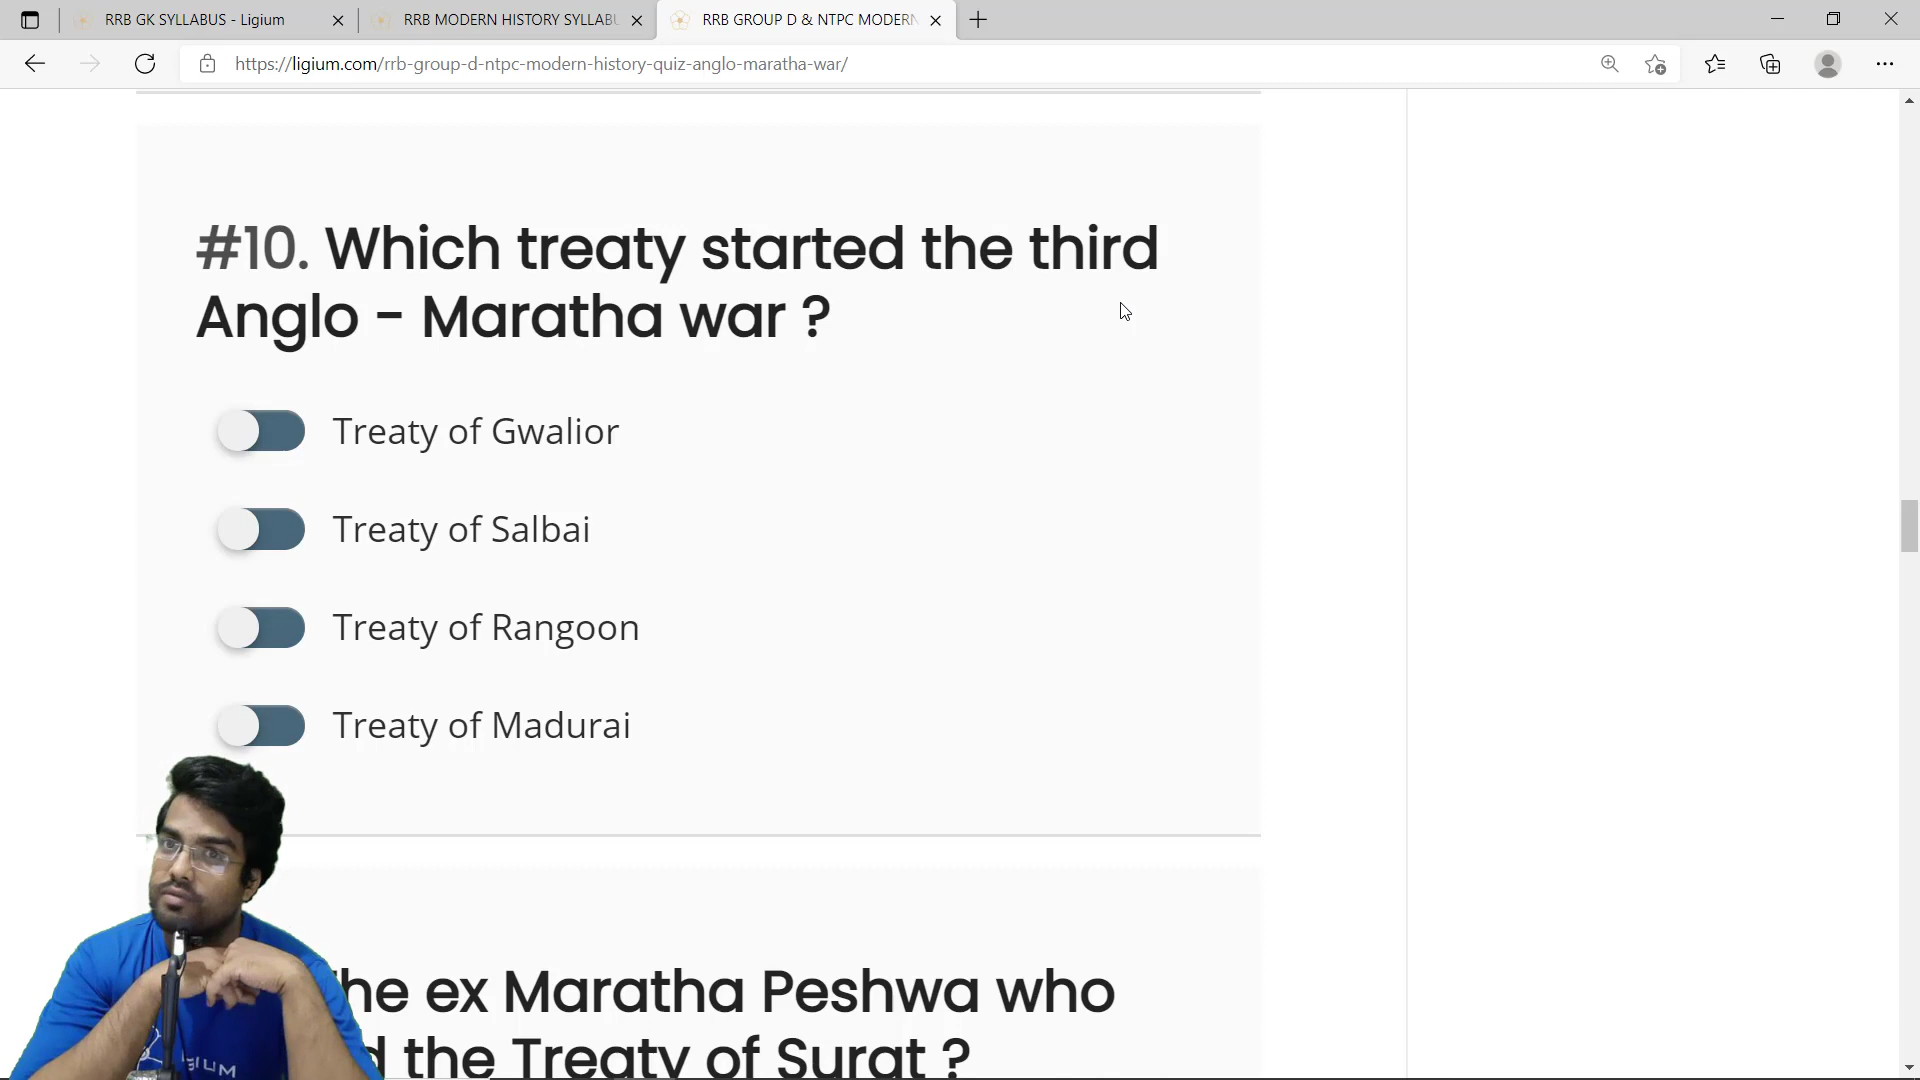 RRB GK SYLLABUS - Ligium
RRB MODERN HISTORY SYLLABU
RRB GROUP D & NTPC MODERN
https://ligium.com/rrb-group-d-ntpc-modern-history-quiz-anglo-maratha-war/
#10. Which treaty started the third
Anglo - Maratha war ?
Treaty of Gwalior
Treaty of Salbai
Treaty of Rangoon
Treaty of Madurai
he ex Maratha Peshwa who
d the Treaty of Surat ?
GIUM